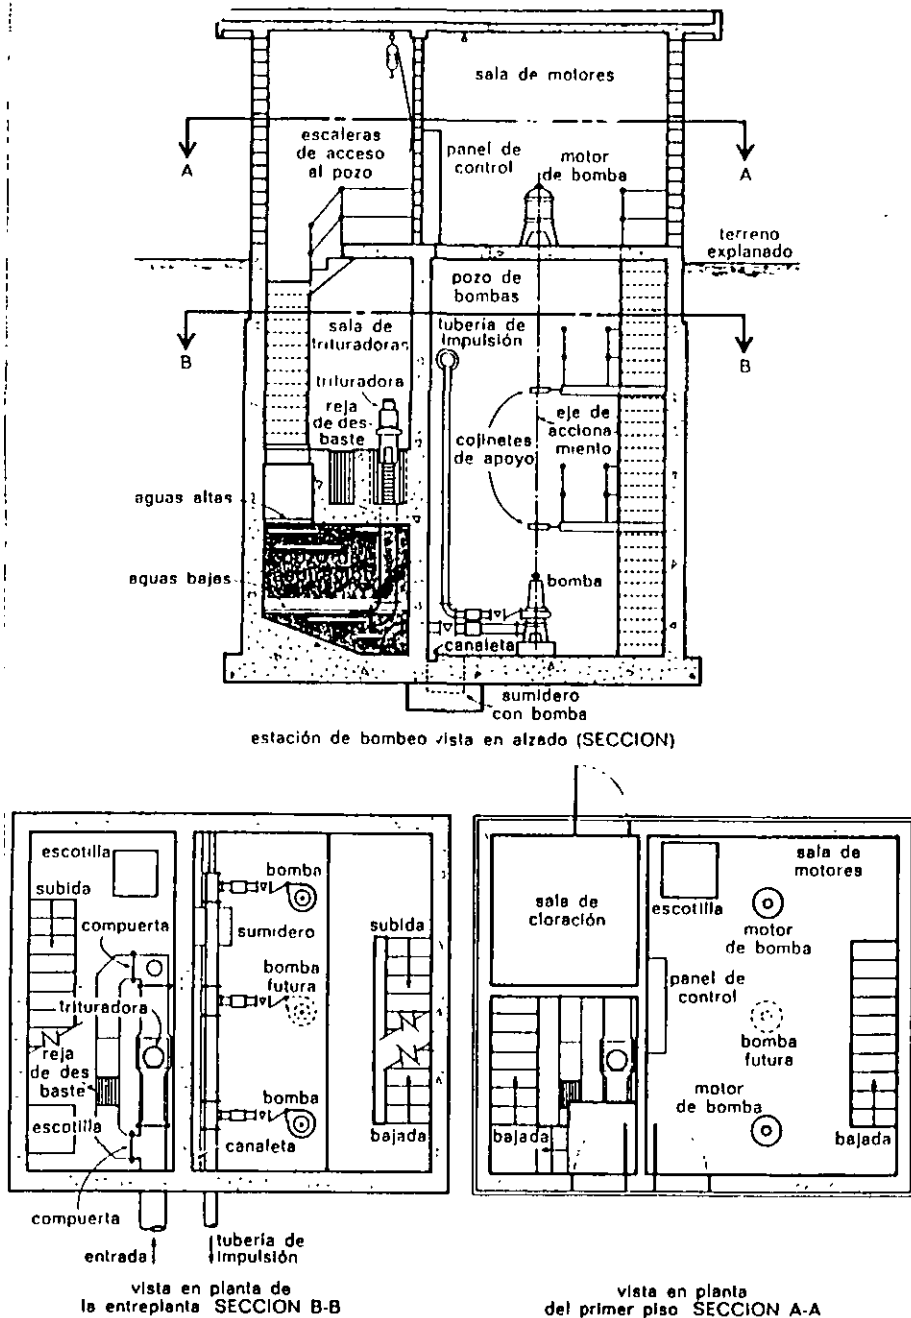 sala de motores
escaleras
de acceso
al pozo
panel de
control
motor
de bomba
A
A
terreno
explanado
pozo de
bombas
sala de
trituradoras
tubería de
impulsión
B
B
trituradora
reja
de des-
baste
cojinetes
de apoyo
eje de
acciona
miento
aguas altas
aguas bajas
bomba
canaleta
sumidero
con bomba
estación de bombeo vista en alzado (SECCION)
escotilla
subida
compuerta
trituradora
reja
de des
baste
escotilla
compuerta
entrada
bomba
sumidero
bomba
futura
bomba
canaleta
subida
bajada
tubería de
impulsión
vista en planta de
la entreplanta SECCION B-B
sala de
cloración
bajada
sala de
motores
escotilla
motor
de bomba
panel de
control
bomba
futura
motor
de bomba
bajada
vista en planta
del primer piso SECCION A-A